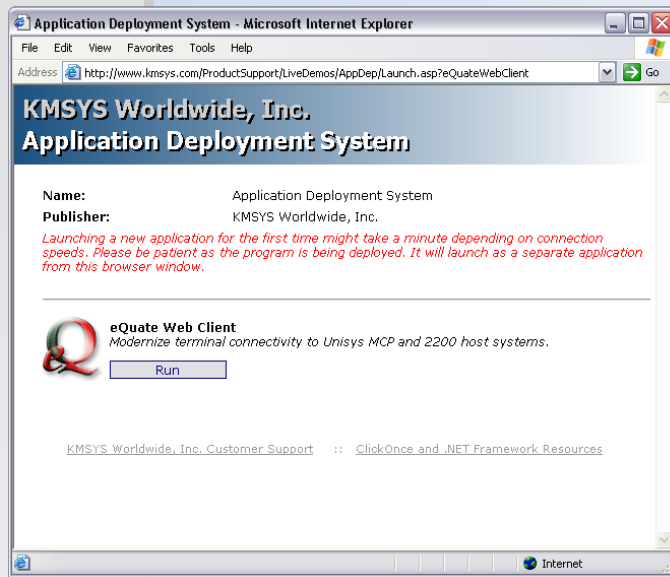 Application Deployment System - Microsoft Internet Explorer
File Edit View Favorites Tools Help
Address http://www.kmsys.com/ProductSupport/LiveDemos/AppDep/Launch.asp?eQuateWebClient Go
KMSYS Worldwide, Inc.
Application Deployment System
Name: Application Deployment System
Publisher: KMSYS Worldwide, Inc.
Launching a new application for the first time might take a minute depending on connection
speeds. Please be patient as the program is being deployed. It will launch as a separate application
from this browser window.
eQ
eQuate Web Client
Modernize terminal connectivity to Unisys MCP and 2200 host systems.
Run
KMSYS Worldwide, Inc. Customer Support :: ClickOnce and .NET Framework Resources
Internet